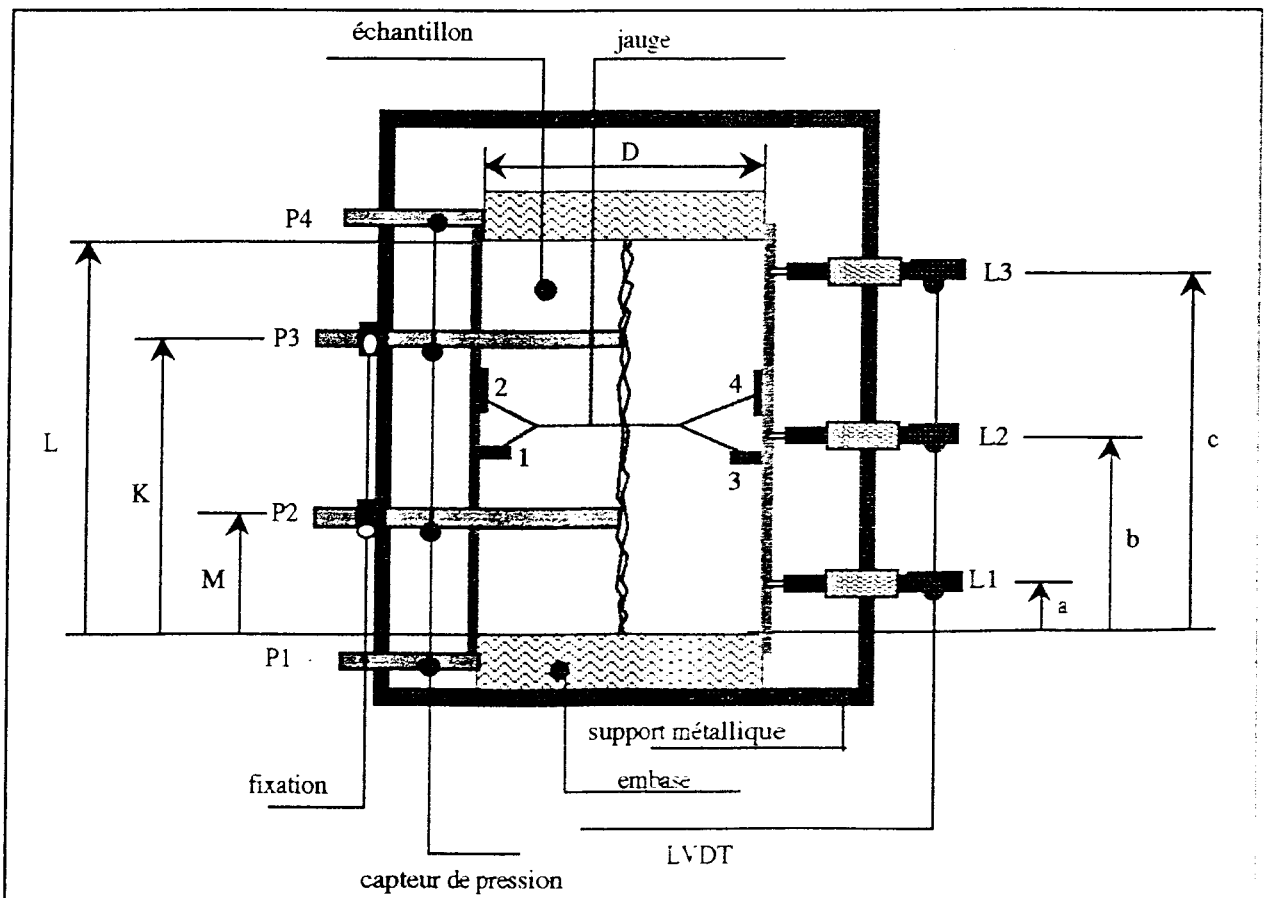 échantillon
jauge
D
P4
L3
P3
2
4
L
L2
c
1
3
K
P2
b
M
L1
a
P1
support métallique
fixation
embase
LVDT
capteur de pression